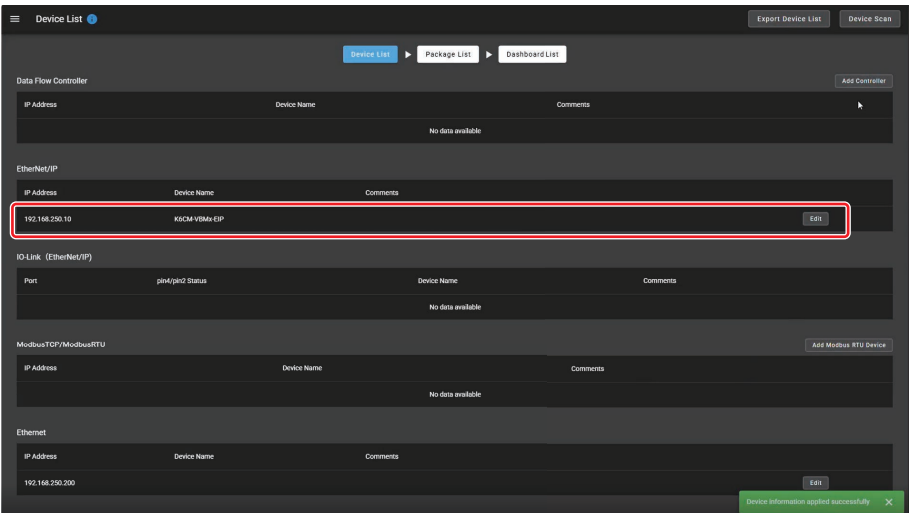 Device List i
Export Device List Device Scan
Device List Package List Dashboard List
Data Flow Controller Add Controller
IP Address Device Name Comments
No data available
EtherNet/IP
IP Address Device Name Comments
192.168.250.10 K6CM-VBMx-EIP Edit
IO-Link (EtherNet/IP)
Port pin4/pin2 Status Device Name Comments
No data available
ModbusTCP/ModbusRTU Add Modbus RTU Device
IP Address Device Name Comments
No data available
Ethernet
IP Address Device Name Comments
192.168.250.200 Edit
Device information applied successfully